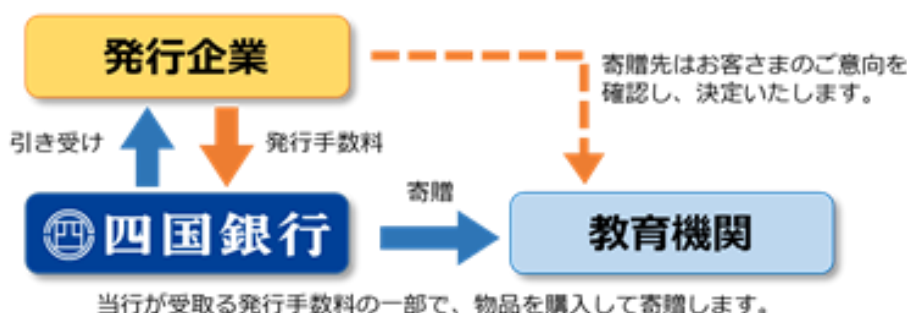 発行企業
寄贈先はお客さまのご意向を
確認し、決定いたします。
引き受け
発行手数料
寄贈
四国銀行
教育機関
当行が受取る発行手数料の一部で、物品を購入して寄贈します。